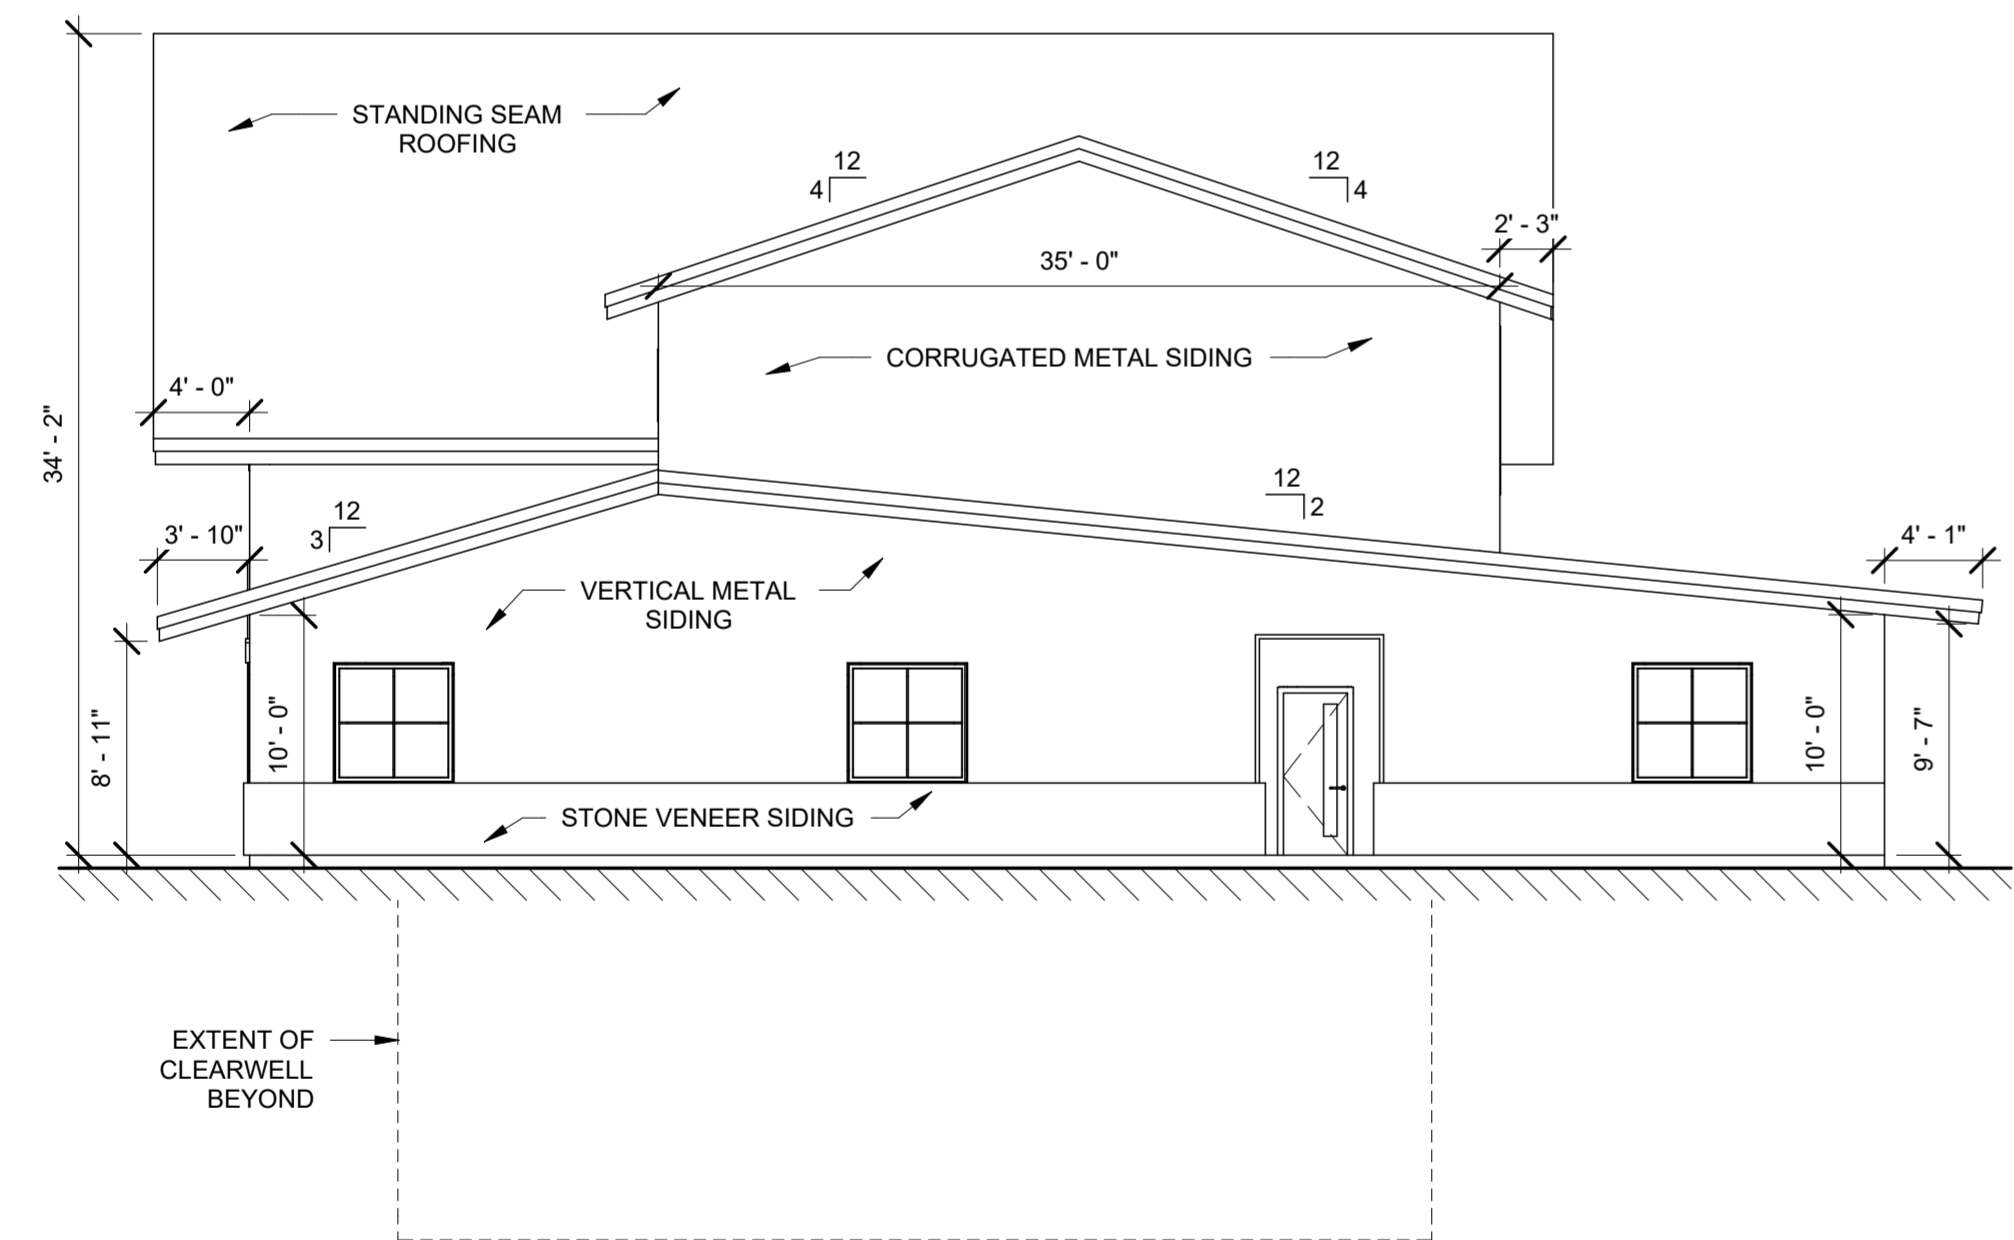 STANDING SEAM
ROOFING
12
4
12
4
2' - 3"
35' - 0"
CORRUGATED METAL SIDING
4' - 0"
34' - 2"
12
2
12
3
3' - 10"
4' - 1"
VERTICAL METAL
SIDING
8' - 11"
10' - 0"
10' - 0"
9' - 7"
STONE VENEER SIDING
EXTENT OF
CLEARWELL
BEYOND